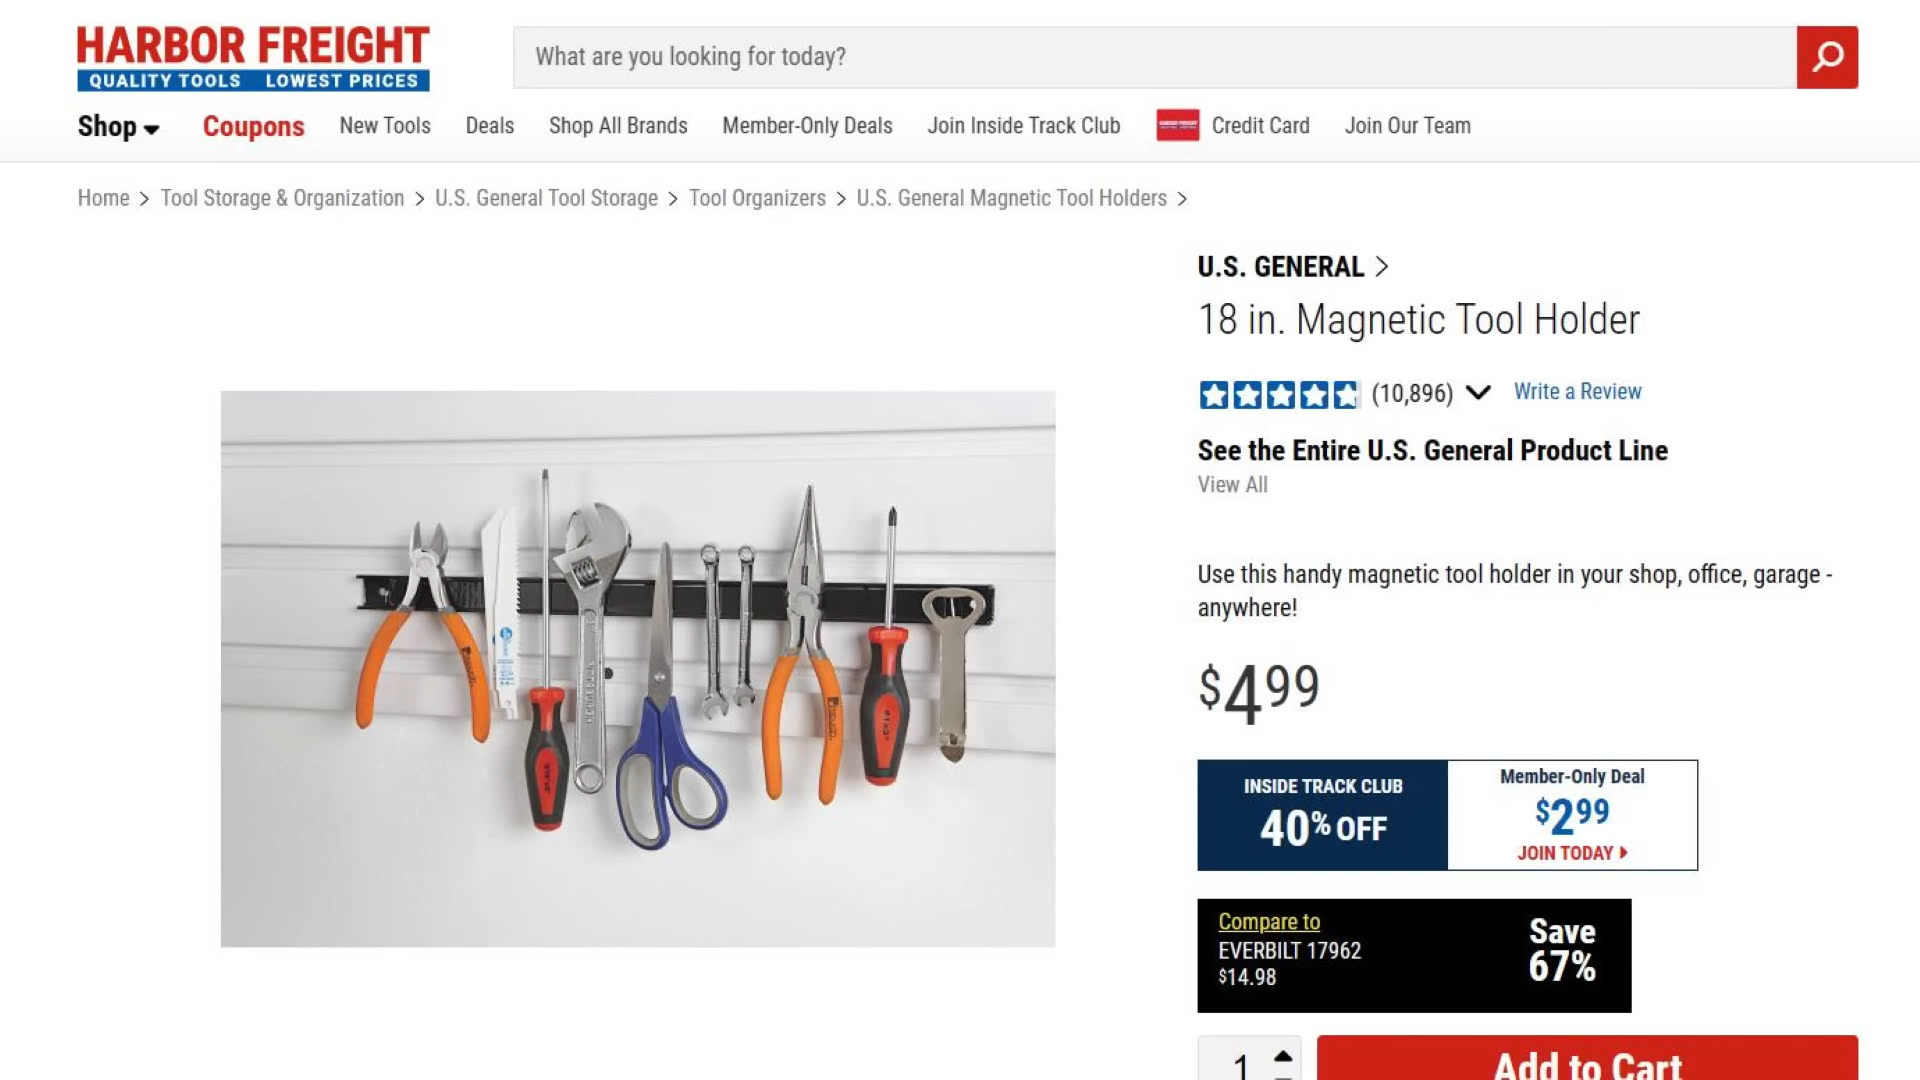 HARBOR FREIGHT
QUALITY TOOLS LOWEST PRICES
What are you looking for today?
Shop
Coupons
New Tools
Deals
Shop All Brands
Member-Only Deals
Join Inside Track Club
Credit Card
Join Our Team
Home > Tool Storage & Organization > U.S. General Tool Storage > Tool Organizers > U.S. General Magnetic Tool Holders >
U.S. GENERAL >
18 in. Magnetic Tool Holder
(10,896)
Write a Review
See the Entire U.S. General Product Line
View All
Use this handy magnetic tool holder in your shop, office, garage -
anywhere!
$499
INSIDE TRACK CLUB
40% OFF
Member-Only Deal
$299
JOIN TODAY
Compare to
EVERBILT 17962
$14.98
Save
67%
1
Add to Cart